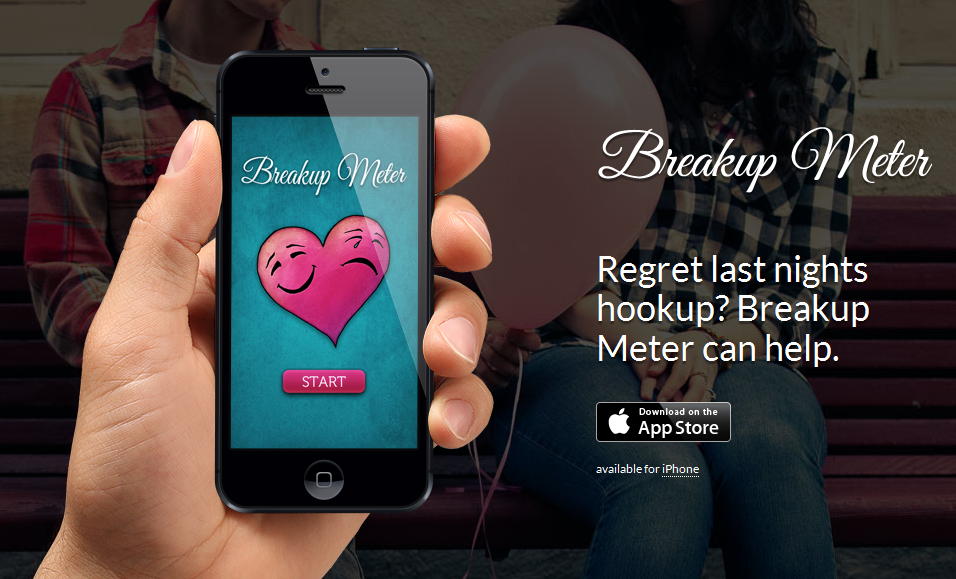 Breakup Meter
START
Breakup Meter
Regret last nights
hookup? Breakup
Meter can help.
Download on the
App Store
available for iPhone